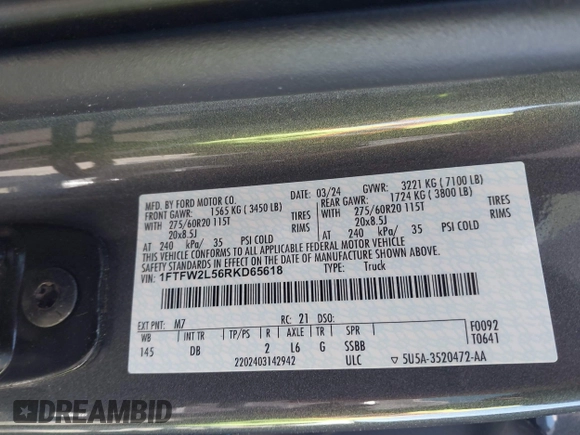 MFD. BY FORD MOTOR CO.
DATE: 03/24 GVWR: 3221 KG ( 7100 LB)
FRONT GAWR: 1565 KG ( 3450 LB) REAR GAWR: 1724 KG ( 3800 LB)
WITH 275/60R20 115T TIRES WITH 275/60R20 115T TIRES
20x8.5J RIMS 20x8.5J RIMS
AT 240 kPa/ 35 PSI COLD AT 240 kPa/ 35 PSI COLD
THIS VEHICLE CONFORMS TO ALL APPLICABLE FEDERAL MOTOR VEHICLE
SAFETY STANDARDS IN EFFECT ON THE DATE OF MANUFACTURE SHOWN ABOVE.
VIN: 1FTFW2L56RKD65618 TYPE: Truck
EXT PNT: M7 RC: 21 DSO: F0092
WB INT TR TP/PS R AXLE TR SPR T0641
145 DB 2 L6 G SSBB
2202403142942 ULC ▽ 5U5A-3520472-AA
DREAMBID